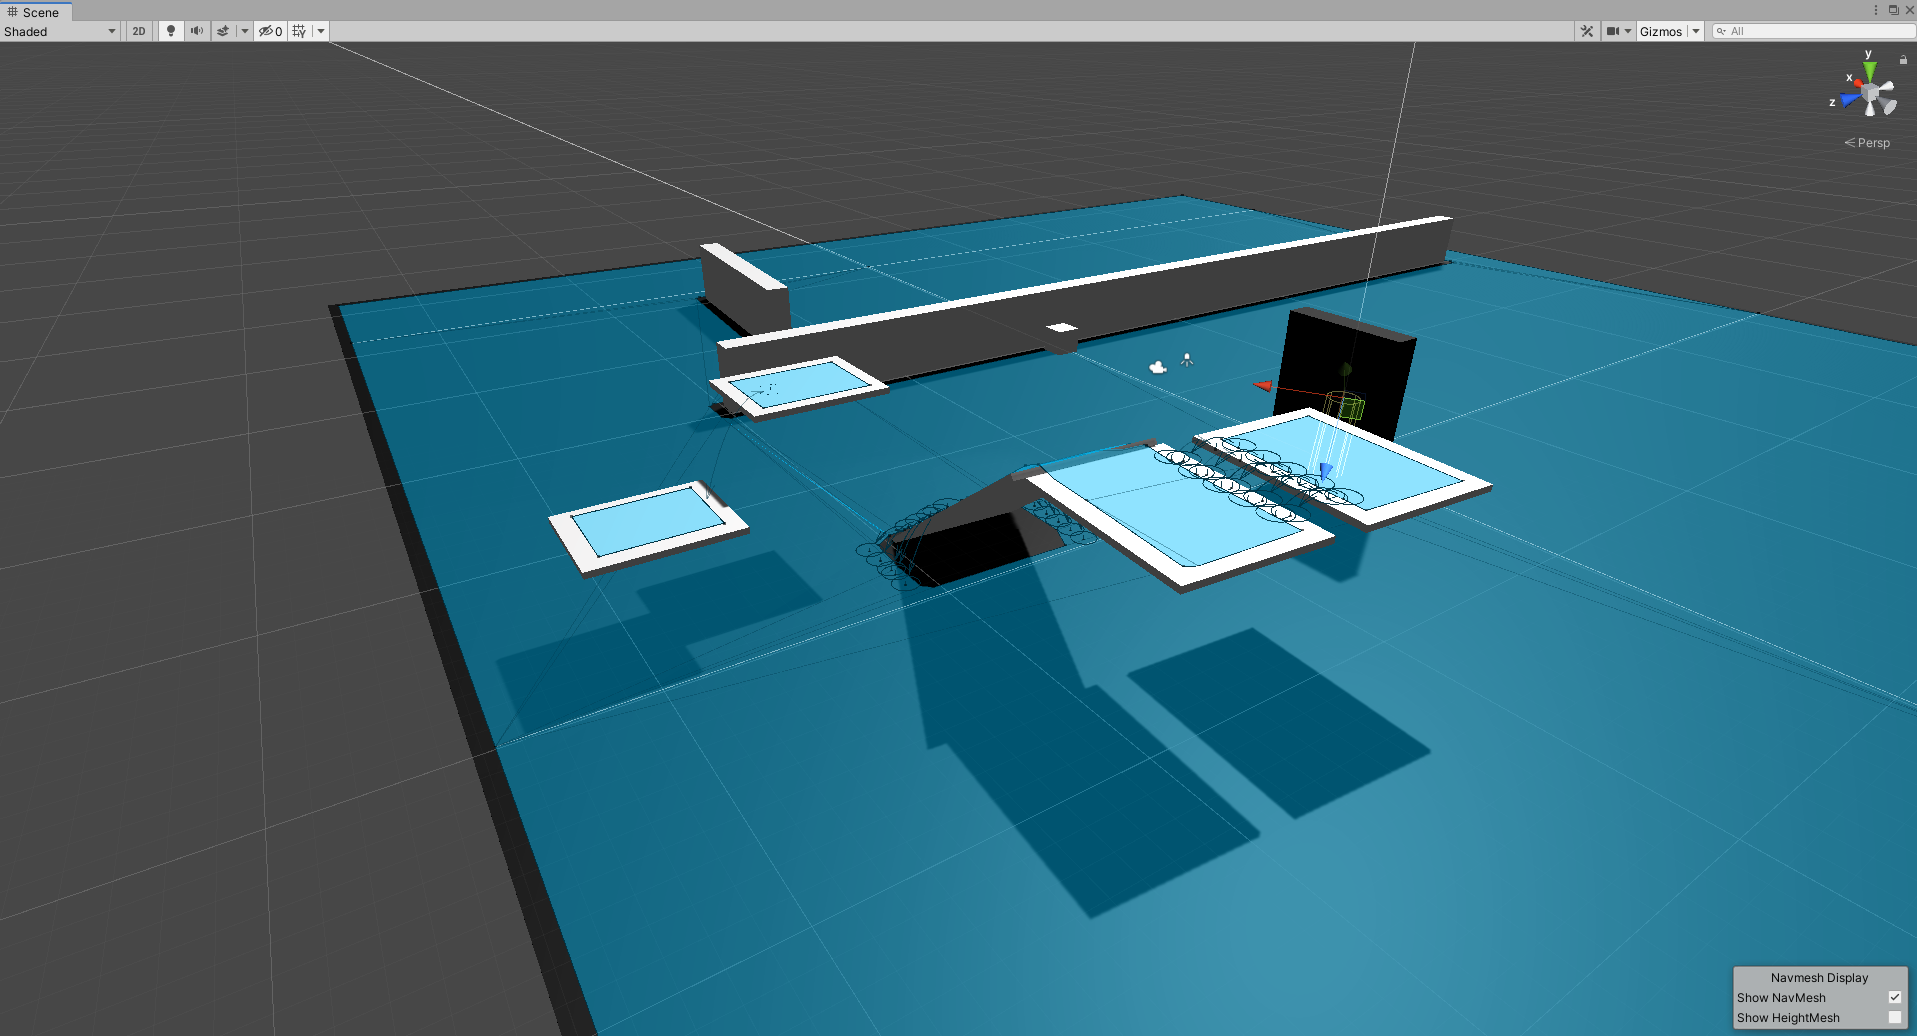 Scene
Shaded
2D
0
Gizmos
All
y
x
z
Persp
Navmesh Display
Show NavMesh
Show HeightMesh